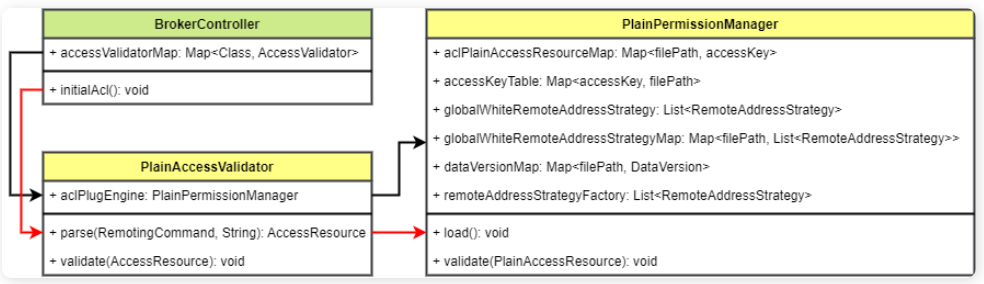 BrokerController
+ accessValidatorMap: Map<Class, AccessValidator>
+ initialAcl(): void
PlainAccessValidator
+ aclPlugEngine: PlainPermissionManager
+ parse(RemotingCommand, String): AccessResource
+ validate(AccessResource): void
PlainPermissionManager
+ aclPlainAccessResourceMap: Map<filePath, accessKey>
+ accessKeyTable: Map<accessKey, filePath>
+ globalWhiteRemoteAddressStrategy: List<RemoteAddressStrategy>
+ globalWhiteRemoteAddressStrategyMap: Map<filePath, List<RemoteAddressStrategy>>
+ dataVersionMap: Map<filePath, DataVersion>
+ remoteAddressStrategyFactory: List<RemoteAddressStrategy>
+ load(): void
+ validate(PlainAccessResource): void